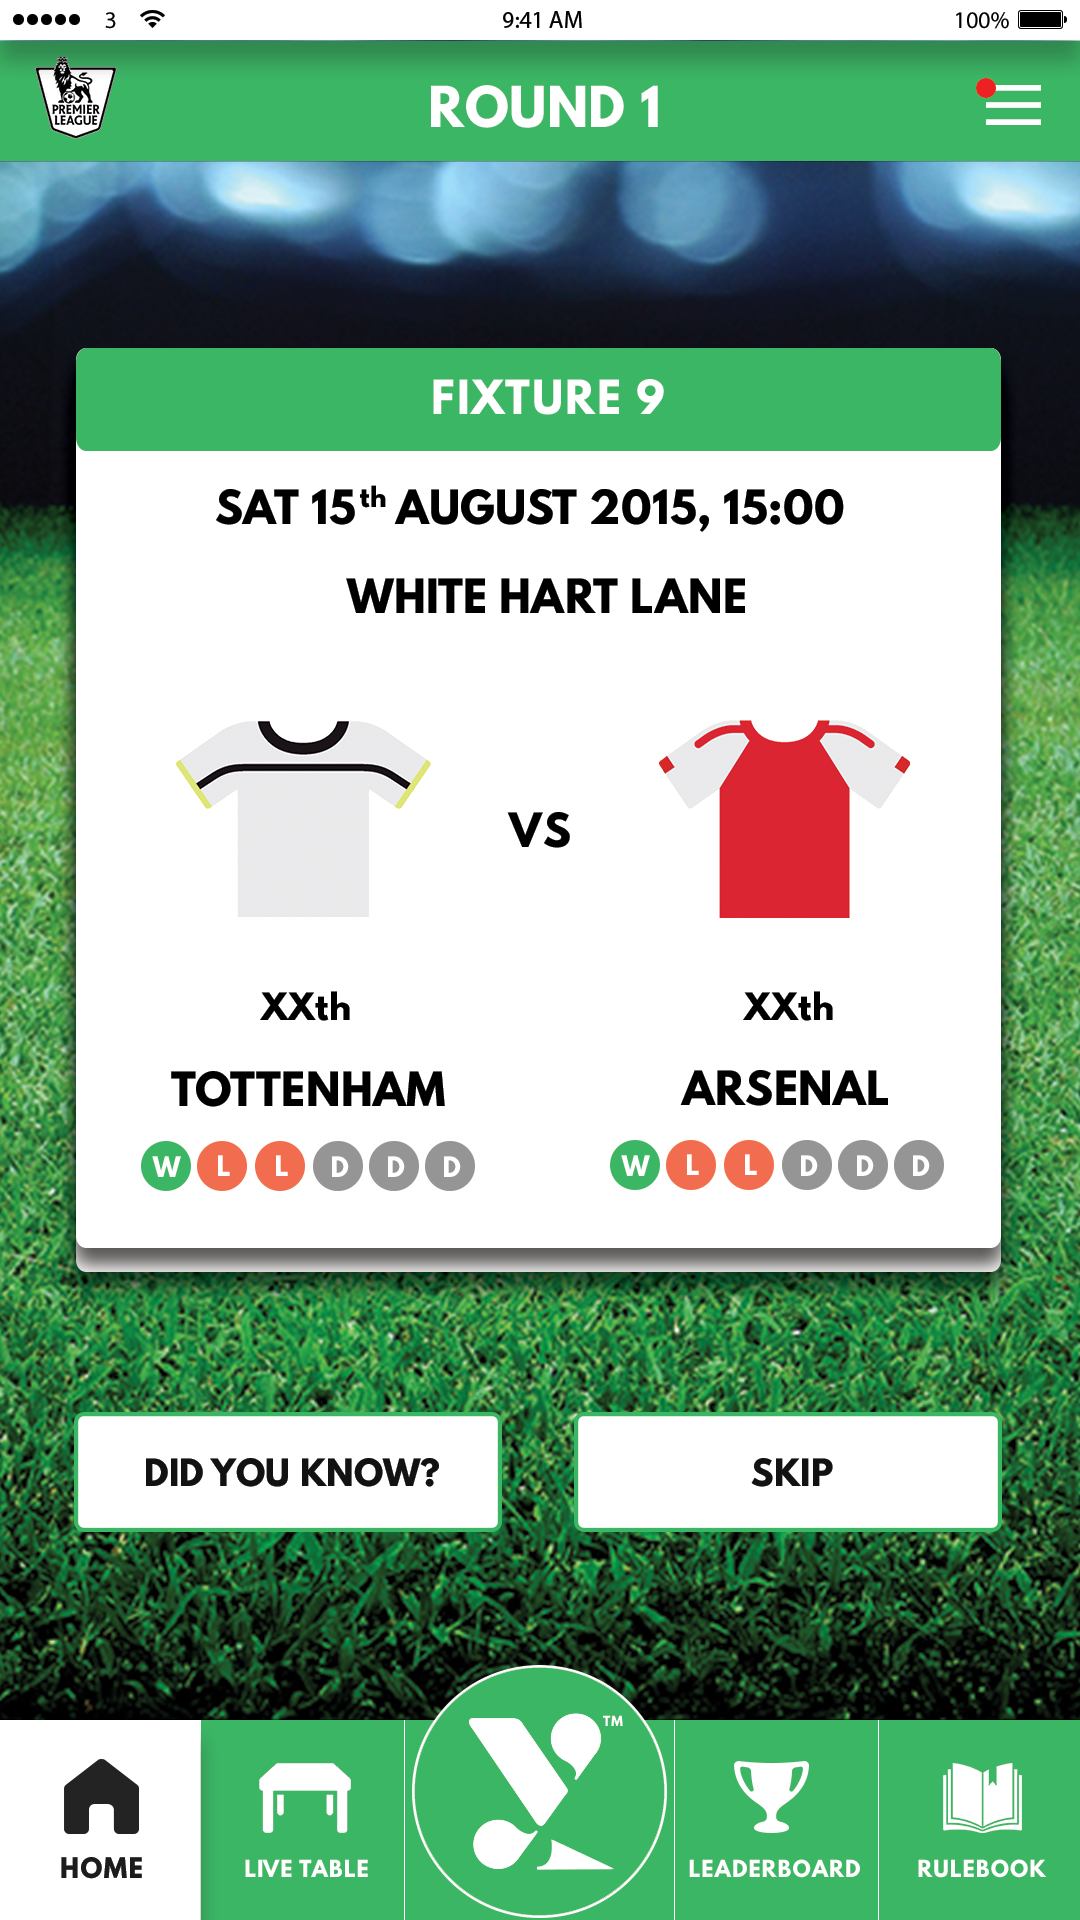 3 9:41 AM 100%
PREMIER
LEAGUE
ROUND 1
FIXTURE 9
SAT 15th AUGUST 2015, 15:00
WHITE HART LANE
VS
XXth XXth
TOTTENHAM ARSENAL
W L L D D D W L L D D D
DID YOU KNOW? SKIP
TM
HOME LIVE TABLE LEADERBOARD RULEBOOK